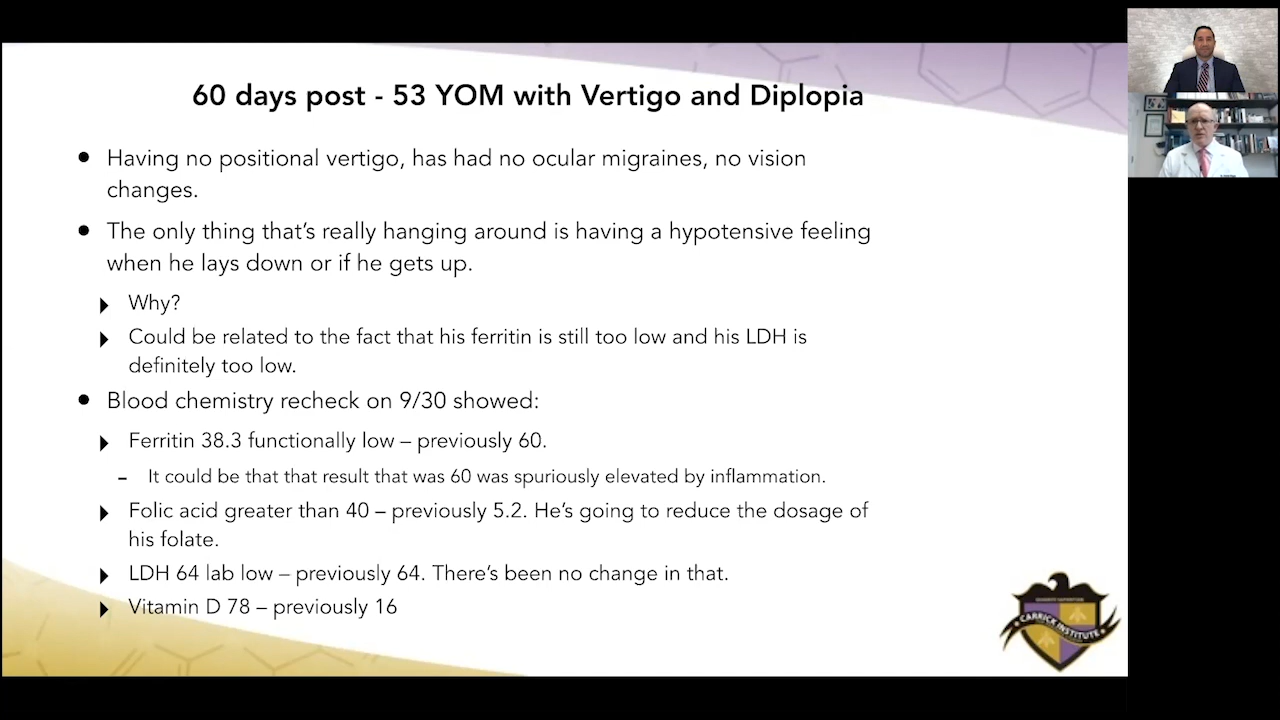 60 days post - 53 YOM with Vertigo and Diplopia
Having no positional vertigo, has had no ocular migraines, no vision
changes.
The only thing that's really hanging around is having a hypotensive feeling
when he lays down or if he gets up.
Why?
Could be related to the fact that his ferritin is still too low and his LDH is
definitely too low.
Blood chemistry recheck on 9/30 showed:
Ferritin 38.3 functionally low – previously 60.
– It could be that that result that was 60 was spuriously elevated by inflammation.
Folic acid greater than 40 – previously 5.2. He's going to reduce the dosage of
his folate.
LDH 64 lab low – previously 64. There's been no change in that.
Vitamin D 78 – previously 16
CARRICK INSTITUTE